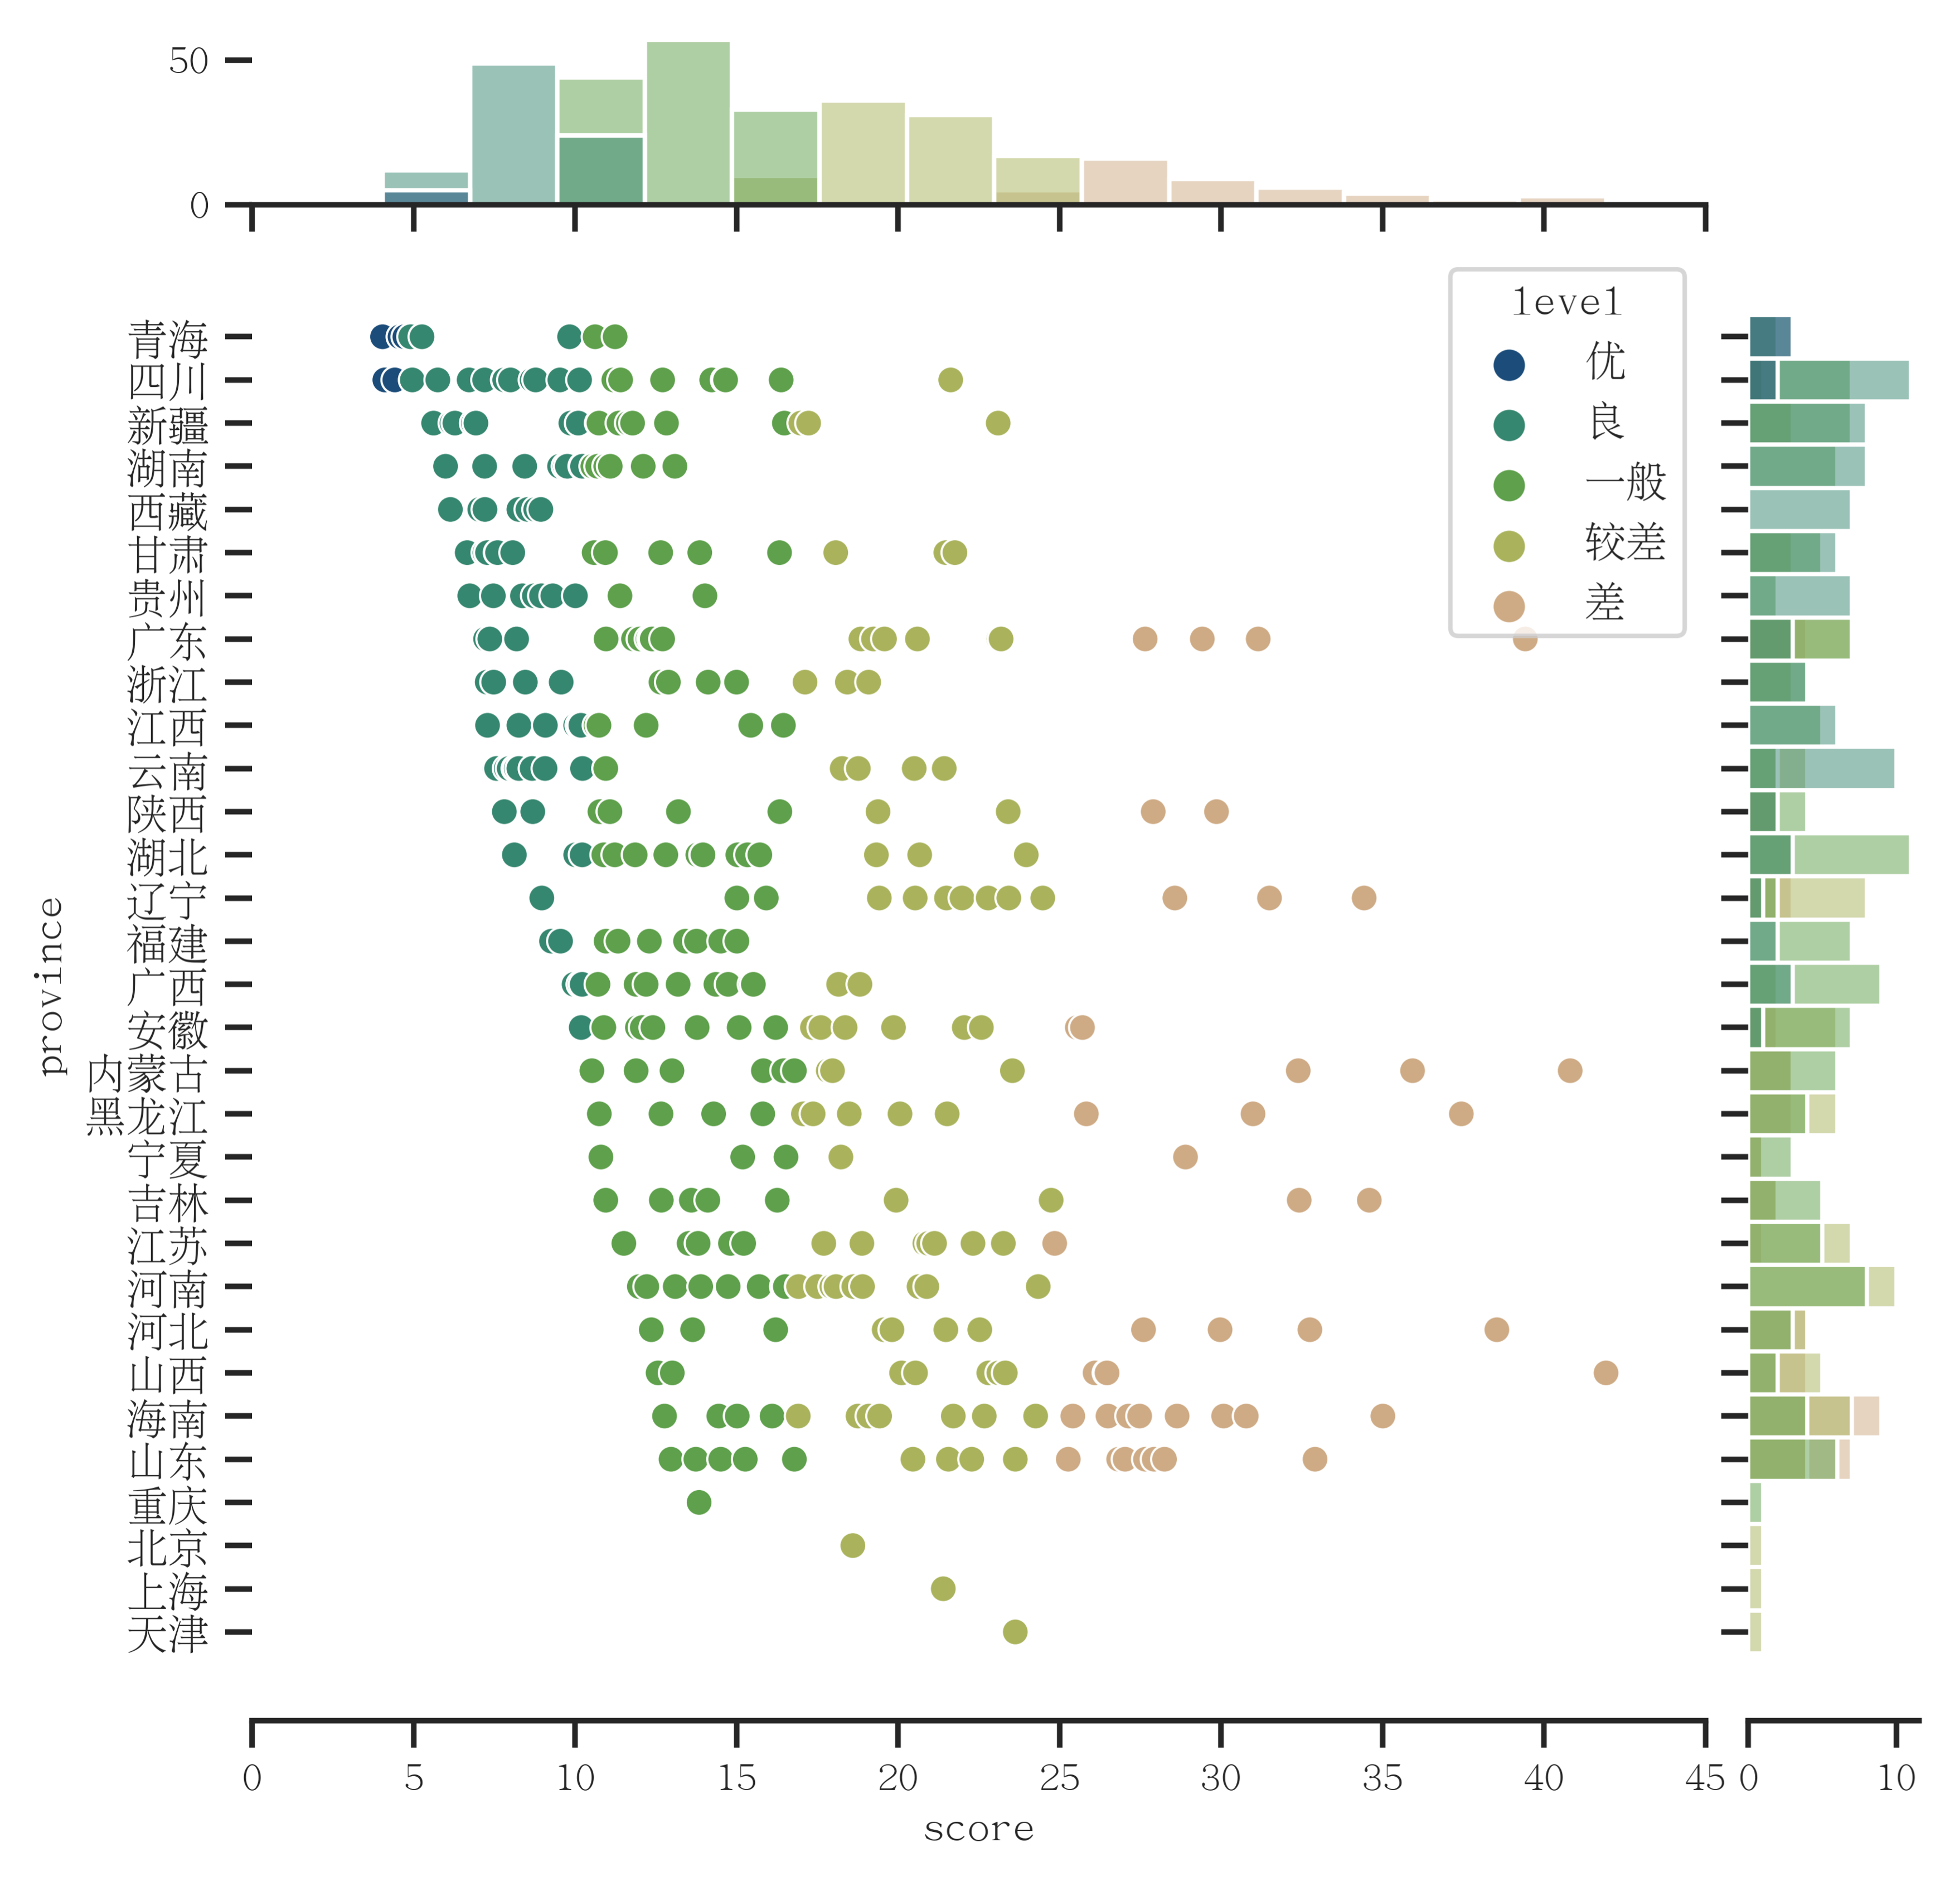 50
0
level
优
良
一般
较差
差
province
青海
四川
新疆
湖南
西藏
甘肃
贵州
广东
浙江
江西
云南
陕西
湖北
辽宁
福建
广西
安徽
内蒙古
黑龙江
宁夏
吉林
江苏
河南
河北
山西
海南
山东
重庆
北京
上海
天津
0 5 10 15 20 25 30 35 40 45 0 10
score